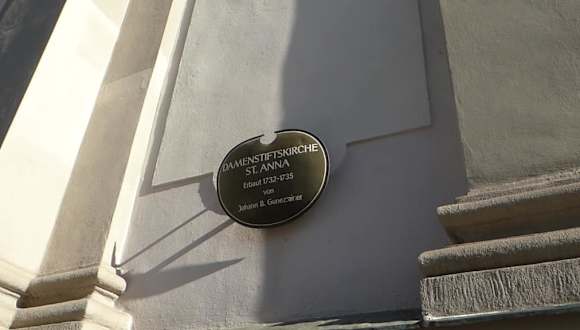 DAMENSTIFTSKIRCHE
ST. ANNA
Erbaut 1732-1735
von
Johann B. Gunezrainer